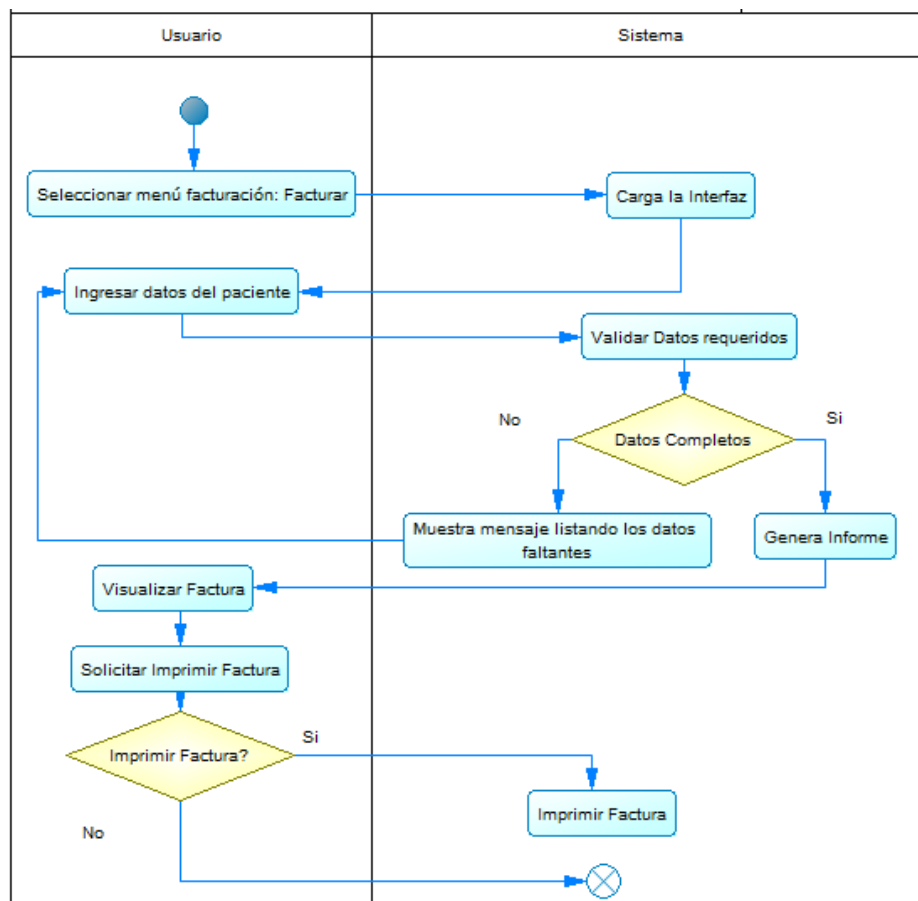 Usuario
Sistema
Seleccionar menú facturación: Facturar
Carga la Interfaz
Ingresar datos del paciente
Validar Datos requeridos
No
Si
Datos Completos
Muestra mensaje listando los datos
faltantes
Genera Informe
Visualizar Factura
Solicitar Imprimir Factura
Si
Imprimir Factura?
Imprimir Factura
No